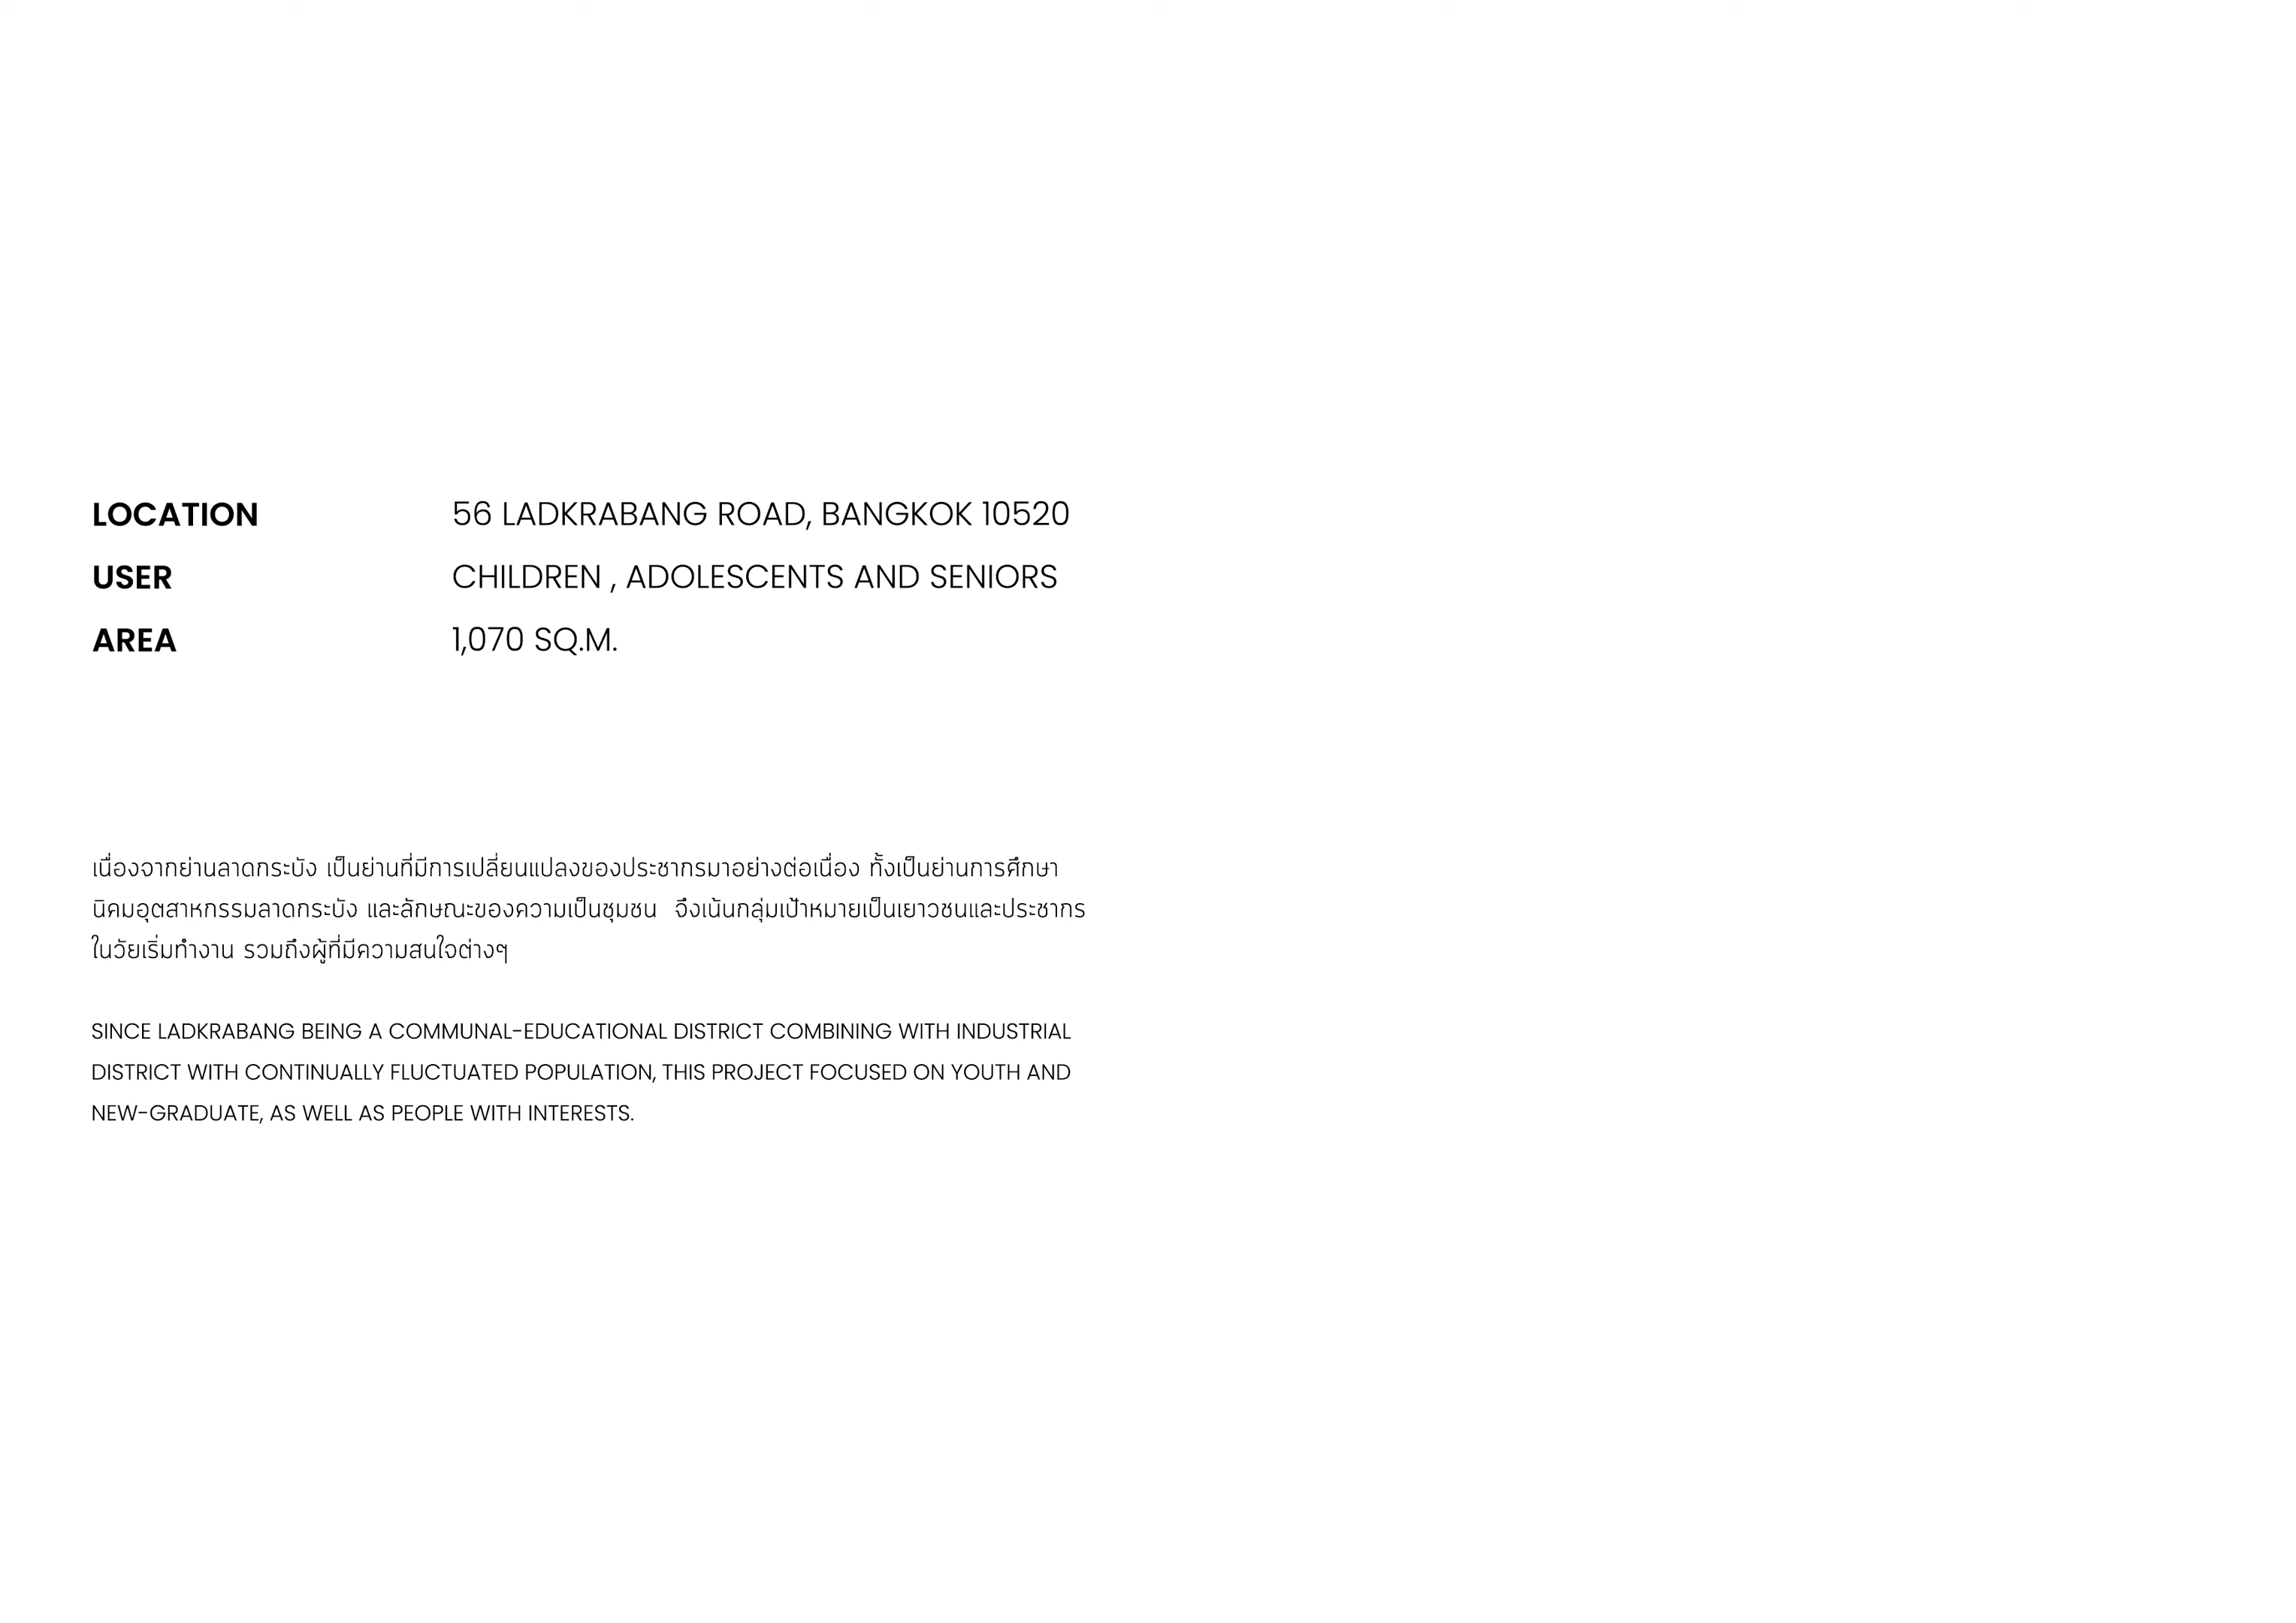 LOCATION 56 LADKRABANG ROAD, BANGKOK 10520
USER CHILDREN , ADOLESCENTS AND SENIORS
AREA 1,070 SQ.M.
เนื่องจากย่านลาดกระบัง เป็นย่านที่มีการเปลี่ยนแปลงของประชากรมาอย่างต่อเนื่อง ทั้งเป็นย่านการศึกษา
นิคมอุตสาหกรรมลาดกระบัง และลักษณะของความเป็นชุมชน จึงเน้นกลุ่มเป้าหมายเป็นเยาวชนและประชากร
ในวัยเริ่มทำงาน รวมถึงผู้ที่มีความสนใจต่างๆ
SINCE LADKRABANG BEING A COMMUNAL-EDUCATIONAL DISTRICT COMBINING WITH INDUSTRIAL
DISTRICT WITH CONTINUALLY FLUCTUATED POPULATION, THIS PROJECT FOCUSED ON YOUTH AND
NEW-GRADUATE, AS WELL AS PEOPLE WITH INTERESTS.